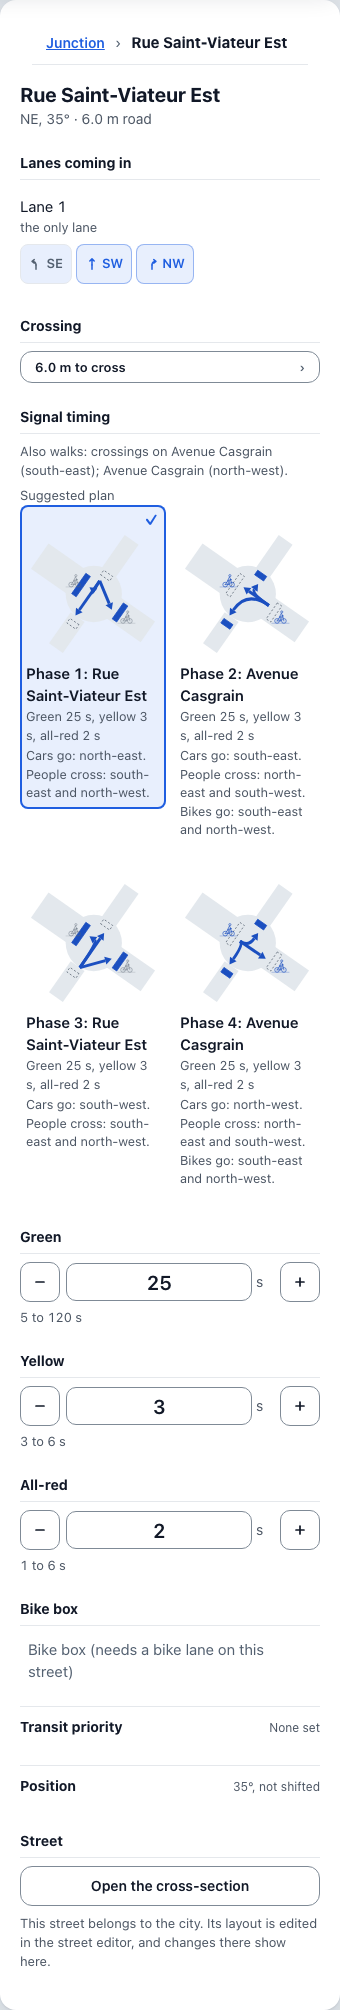 Junction › Rue Saint-Viateur Est
Rue Saint-Viateur Est
NE, 35° · 6.0 m road
Lanes coming in
Lane 1
the only lane
SE SW NW
Crossing
6.0 m to cross ›
Signal timing
Also walks: crossings on Avenue Casgrain
(south-east); Avenue Casgrain (north-west).
Suggested plan
Phase 1: Rue
Saint-Viateur Est
Green 25 s, yellow 3
s, all-red 2 s
Cars go: north-east.
People cross: south-
east and north-west.
Phase 2: Avenue
Casgrain
Green 25 s, yellow 3
s, all-red 2 s
Cars go: south-east.
People cross: north-
east and south-west.
Bikes go: south-east
and north-west.
Phase 3: Rue
Saint-Viateur Est
Green 25 s, yellow 3
s, all-red 2 s
Cars go: south-west.
People cross: south-
east and north-west.
Phase 4: Avenue
Casgrain
Green 25 s, yellow 3
s, all-red 2 s
Cars go: north-west.
People cross: north-
east and south-west.
Bikes go: south-east
and north-west.
Green
− 25 s +
5 to 120 s
Yellow
− 3 s +
3 to 6 s
All-red
− 2 s +
1 to 6 s
Bike box
Bike box (needs a bike lane on this
street)
Transit priority None set
Position 35°, not shifted
Street
Open the cross-section
This street belongs to the city. Its layout is edited
in the street editor, and changes there show
here.